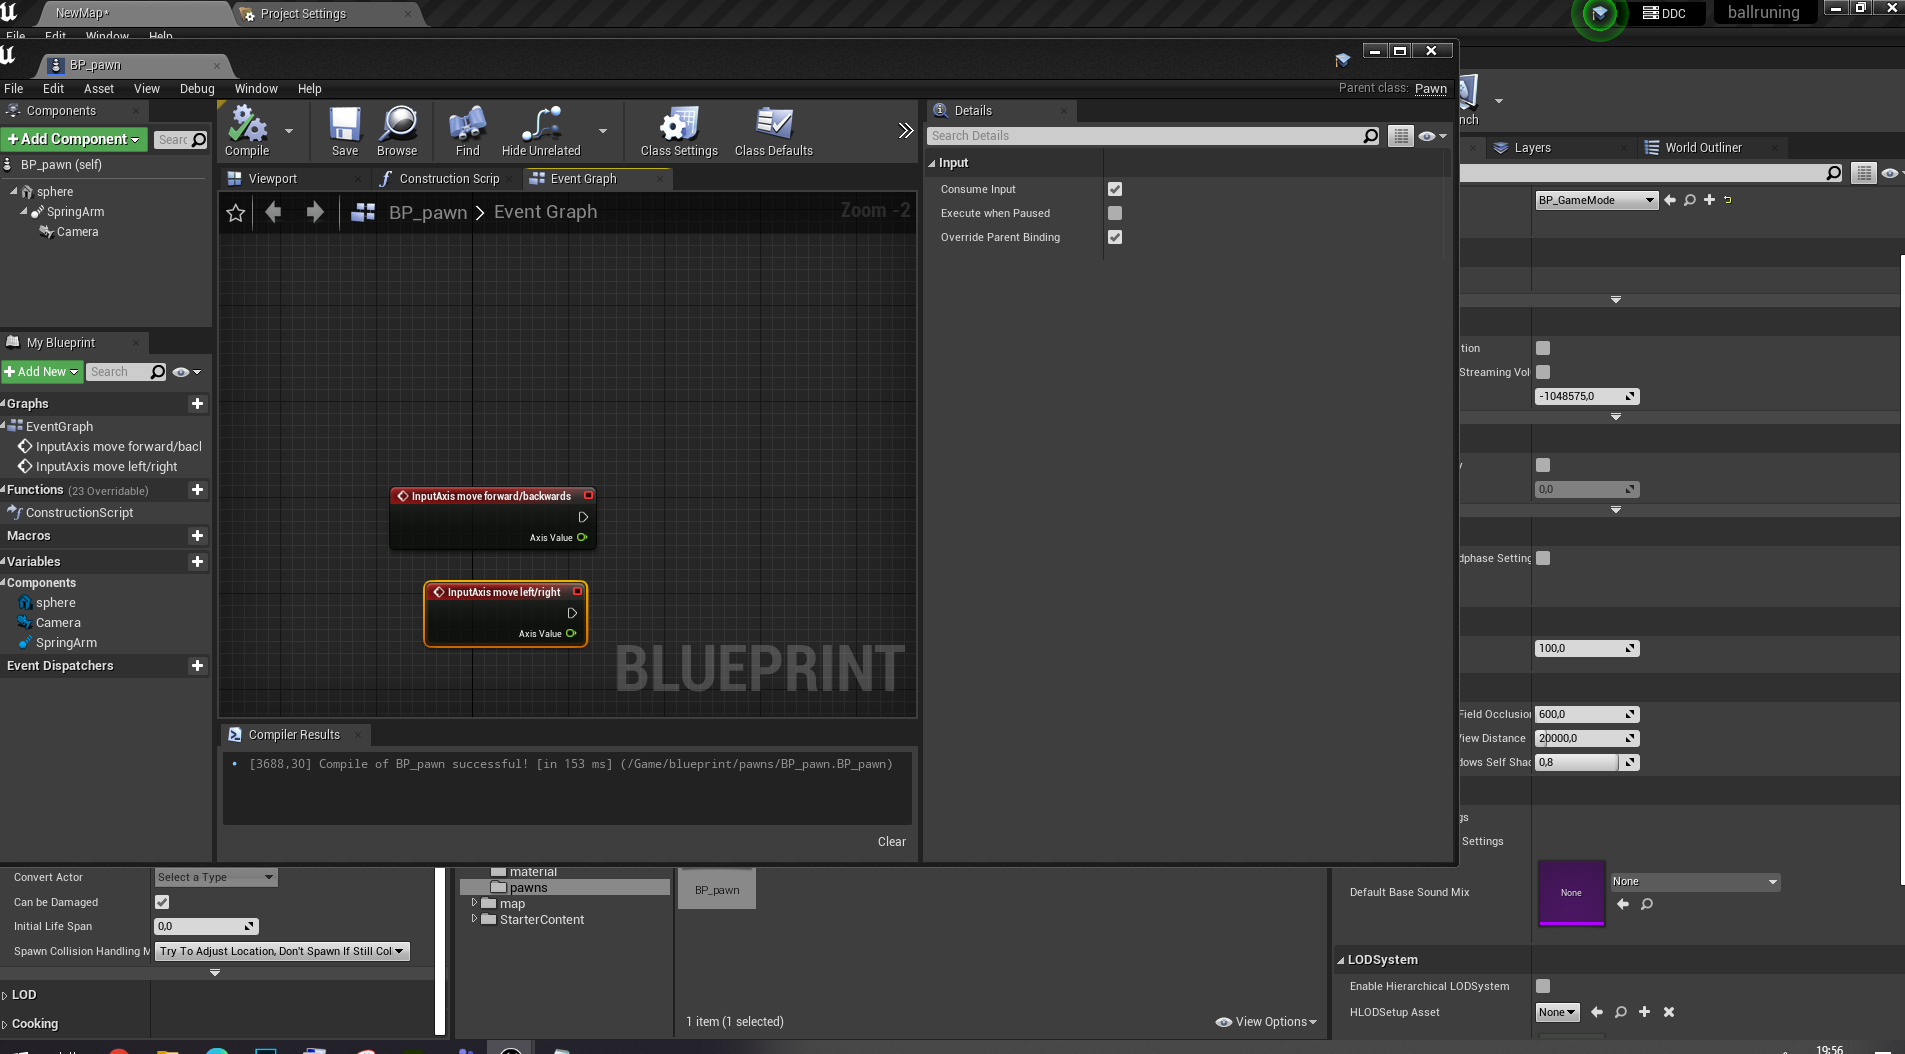 NewMap*
Project Settings
DDC
ballruning
File Edit Window Help
BP_pawn
File Edit Asset View Debug Window Help
Parent class: Pawn
Components
+Add Component
Searc
BP_pawn (self)
sphere
SpringArm
Camera
Compile
Save
Browse
Find
Hide Unrelated
Class Settings
Class Defaults
Viewport
Construction Scrip
Event Graph
BP_pawn > Event Graph
Zoom -2
Details
Search Details
Input
Consume Input
Execute when Paused
Override Parent Binding
nch
Layers
World Outliner
BP_GameMode
My Blueprint
+Add New
Search
Graphs
EventGraph
InputAxis move forward/bacl
InputAxis move left/right
Functions (23 Overridable)
ConstructionScript
Macros
Variables
Components
sphere
Camera
SpringArm
Event Dispatchers
InputAxis move forward/backwards
Axis Value
InputAxis move left/right
Axis Value
BLUEPRINT
Compiler Results
• [3688,30] Compile of BP_pawn successful! [in 153 ms] (/Game/blueprint/pawns/BP_pawn.BP_pawn)
Clear
tion
Streaming Vol
-1048575,0
0,0
dphase Setting
100,0
Field Occlusior
600,0
View Distance
20000,0
dows Self Shac
0,8
gs
Settings
Default Base Sound Mix
None
None
LODSystem
Enable Hierarchical LODSystem
HLODSetup Asset
None
Convert Actor
Select a Type
Can be Damaged
Initial Life Span
0,0
Spawn Collision Handling M
Try To Adjust Location, Don't Spawn If Still Col
LOD
Cooking
material
pawns
map
StarterContent
BP_pawn
1 item (1 selected)
View Options
19:56